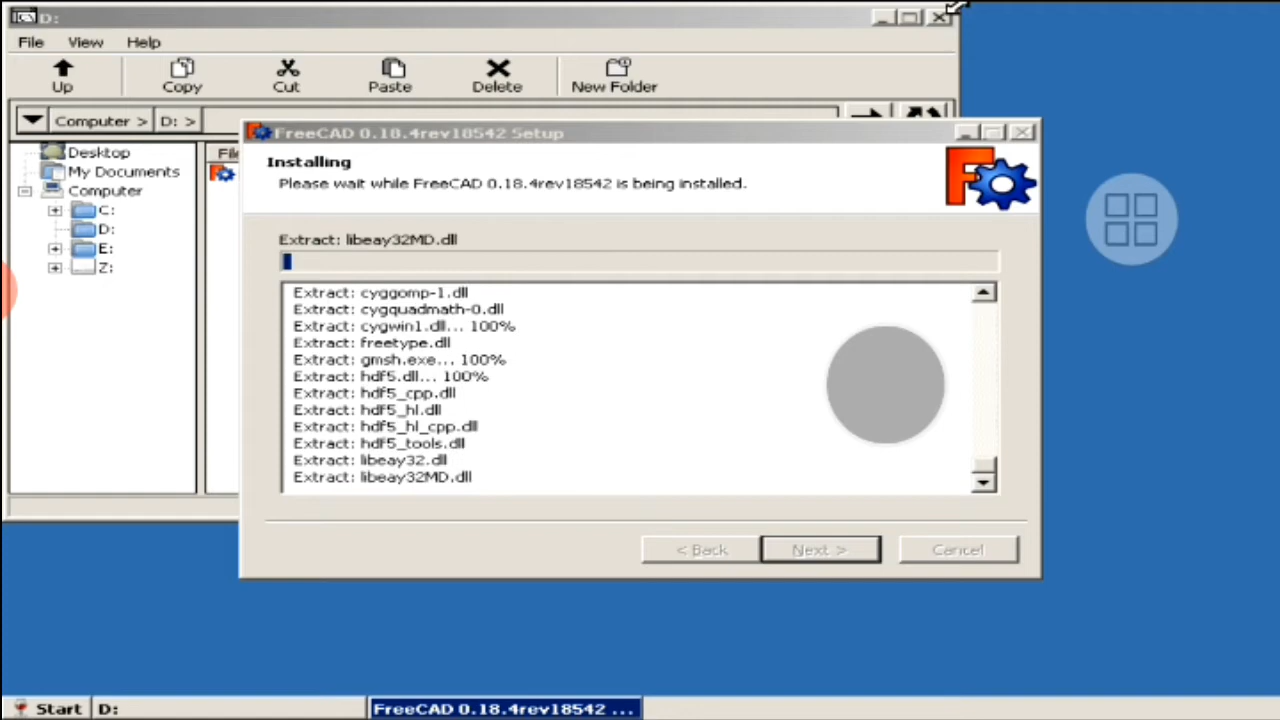 D:
File View Help
Up Copy Cut Paste Delete New Folder
Computer > D: >
Desktop
My Documents
Computer
C:
D:
E:
Z:
FreeCAD 0.18.4rev18542 Setup
Installing
Please wait while FreeCAD 0.18.4rev18542 is being installed.
Extract: libeay32MD.dll
Extract: cyggomp-1.dll
Extract: cygquadmath-0.dll
Extract: cygwin1.dll... 100%
Extract: freetype.dll
Extract: gmsh.exe... 100%
Extract: hdf5.dll... 100%
Extract: hdf5_cpp.dll
Extract: hdf5_hl.dll
Extract: hdf5_hl_cpp.dll
Extract: hdf5_tools.dll
Extract: libeay32.dll
Extract: libeay32MD.dll
< Back Next > Cancel
Start D: FreeCAD 0.18.4rev18542 ...